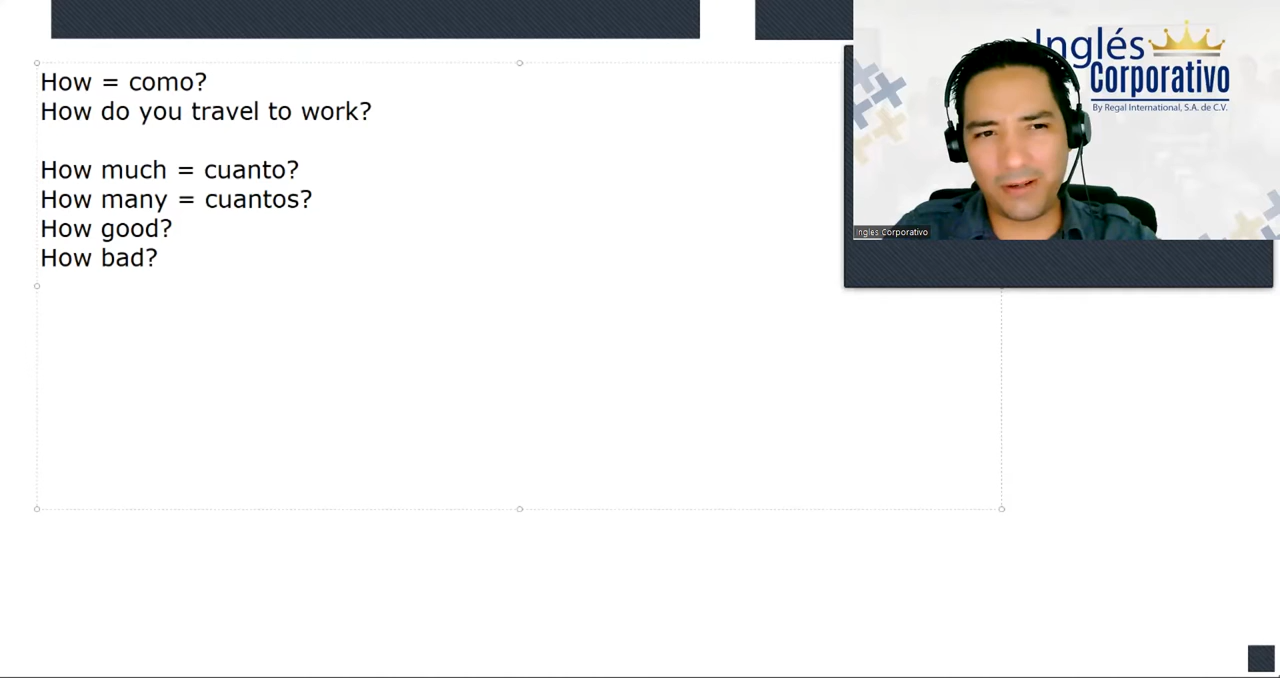 How = como?
How do you travel to work?
How much = cuanto?
How many = cuantos?
How good?
How bad?
Inglés
Corporativo
By Regal International, S.A. de C.V.
Inglés Corporativo